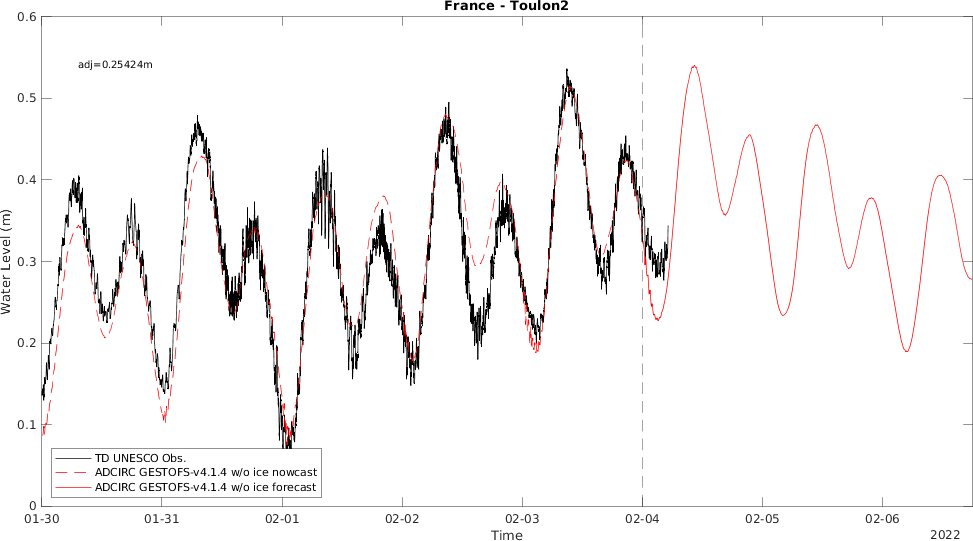 France - Toulon2
0.6
0.5
0.4
0.3
0.2
0.1
0
Water Level (m)
adj=0.25424m
TD UNESCO Obs.
ADCIRC GESTOFS-v4.1.4 w/o ice nowcast
ADCIRC GESTOFS-v4.1.4 w/o ice forecast
01-30 01-31 02-01 02-02 02-03 02-04 02-05 02-06
Time
2022